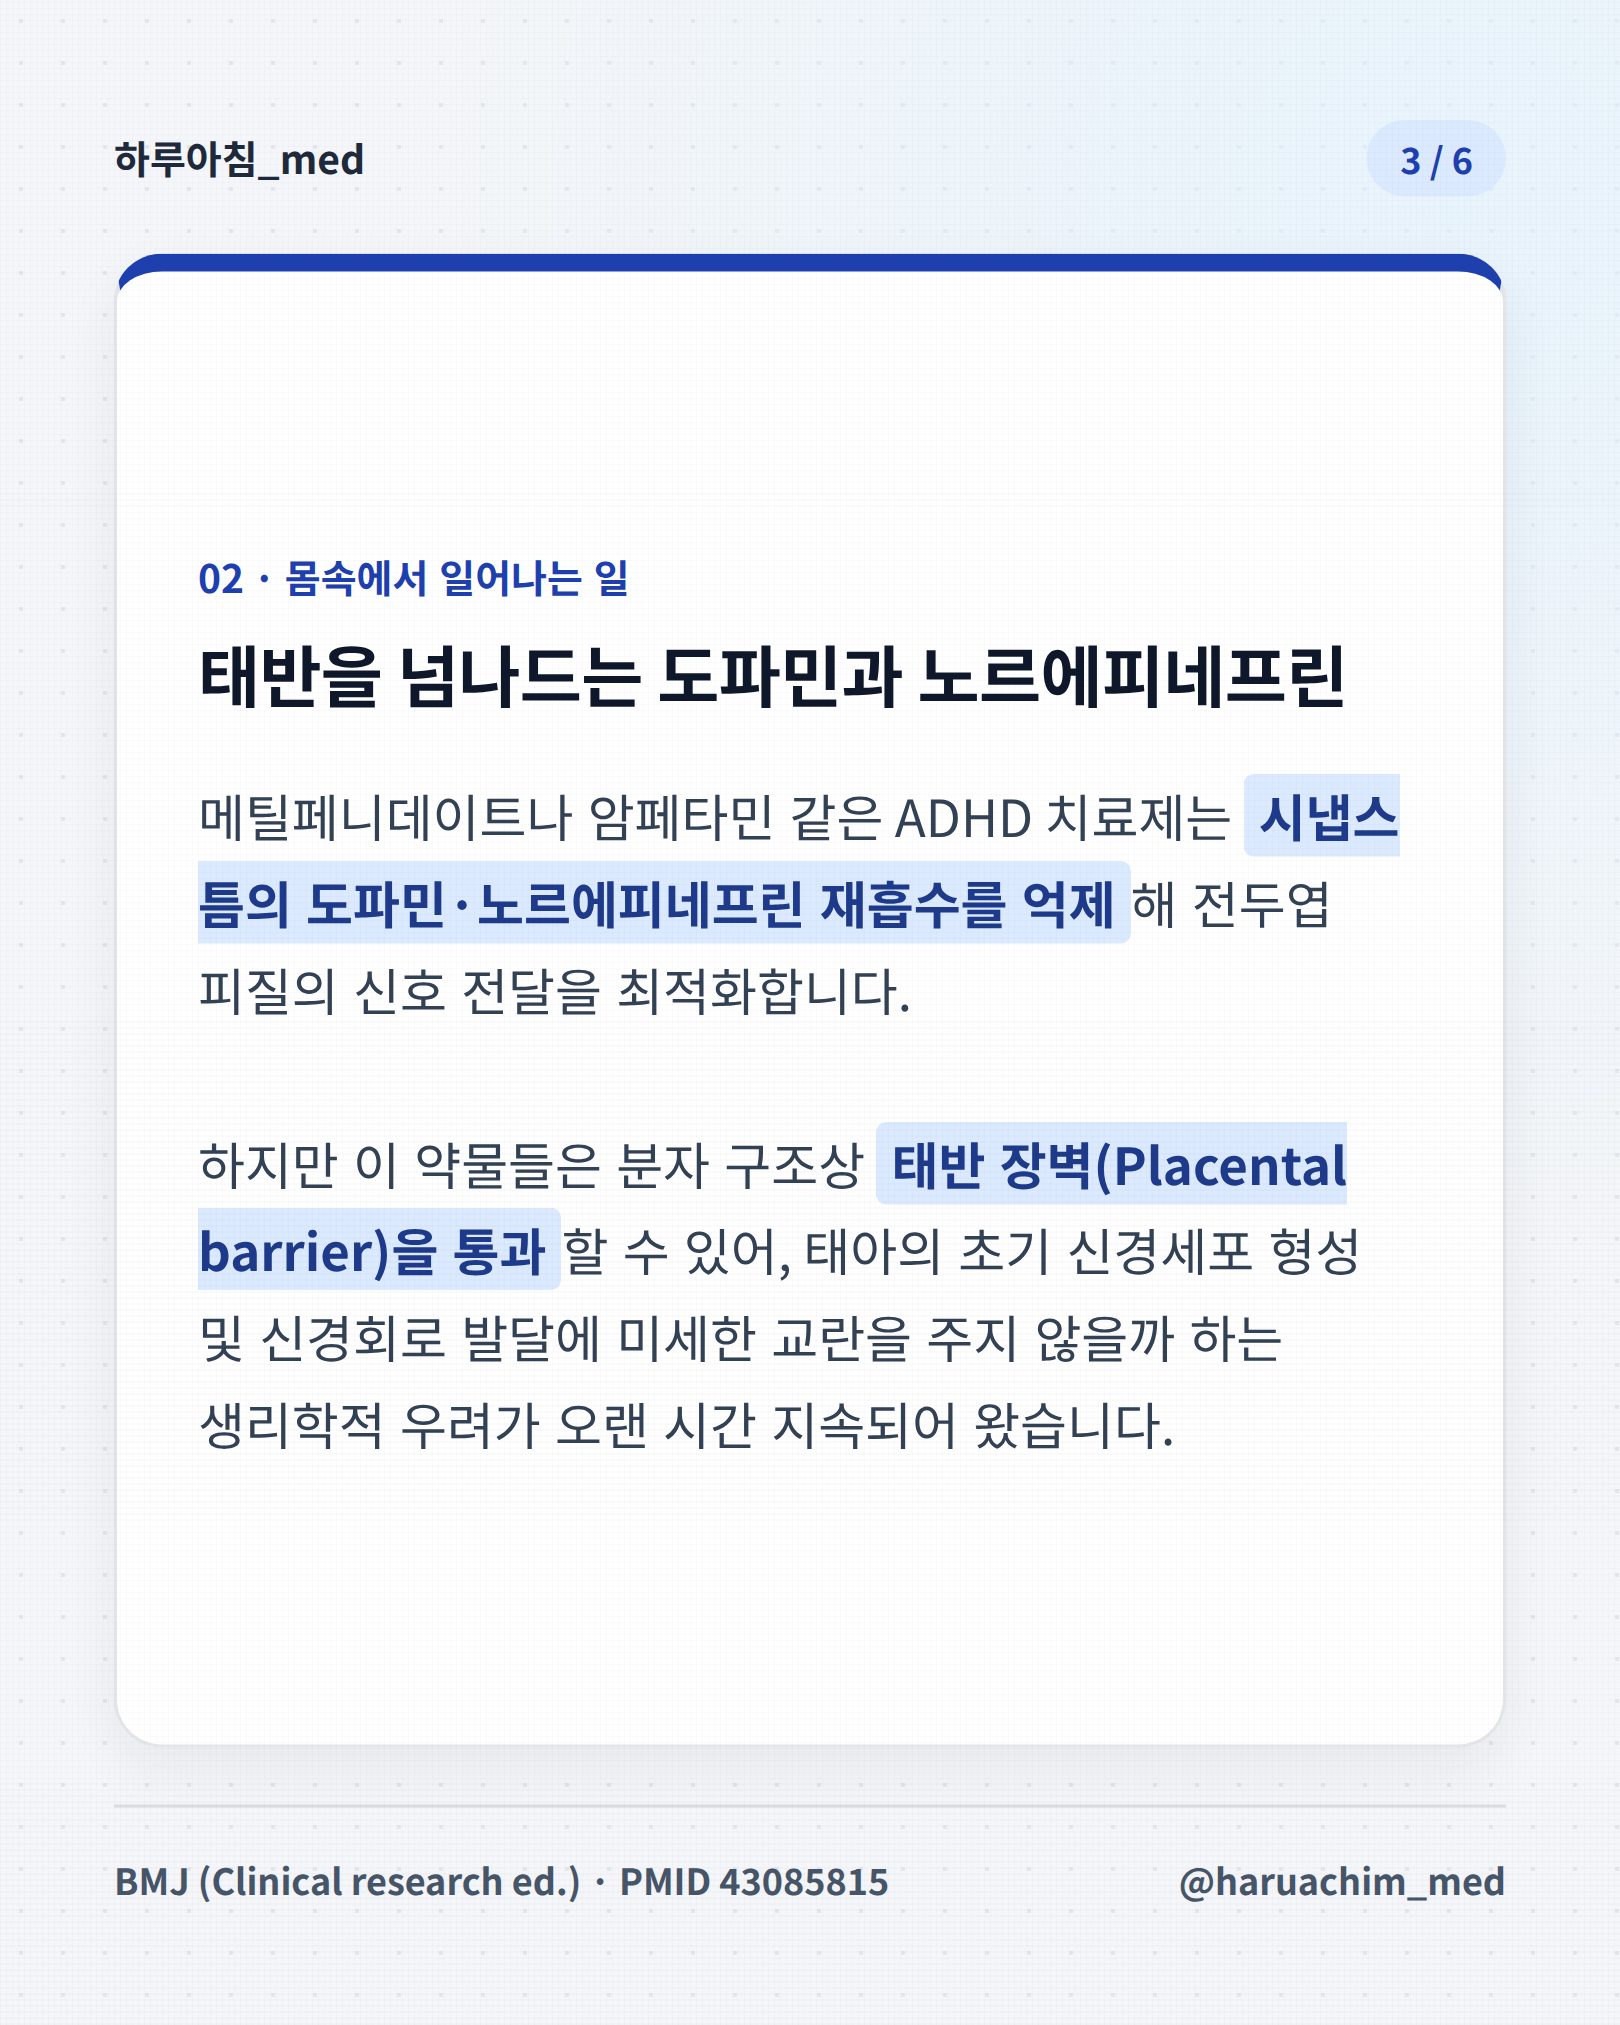 하루아침_med
3 / 6
02 · 몸속에서 일어나는 일
태반을 넘나드는 도파민과 노르에피네프린
메틸페니데이트나 암페타민 같은 ADHD 치료제는 시냅스
틈의 도파민·노르에피네프린 재흡수를 억제해 전두엽
피질의 신호 전달을 최적화합니다.
하지만 이 약물들은 분자 구조상 태반 장벽(Placental
barrier)을 통과할 수 있어, 태아의 초기 신경세포 형성
및 신경회로 발달에 미세한 교란을 주지 않을까 하는
생리학적 우려가 오랜 시간 지속되어 왔습니다.
BMJ (Clinical research ed.) · PMID 43085815
@haruachim_med